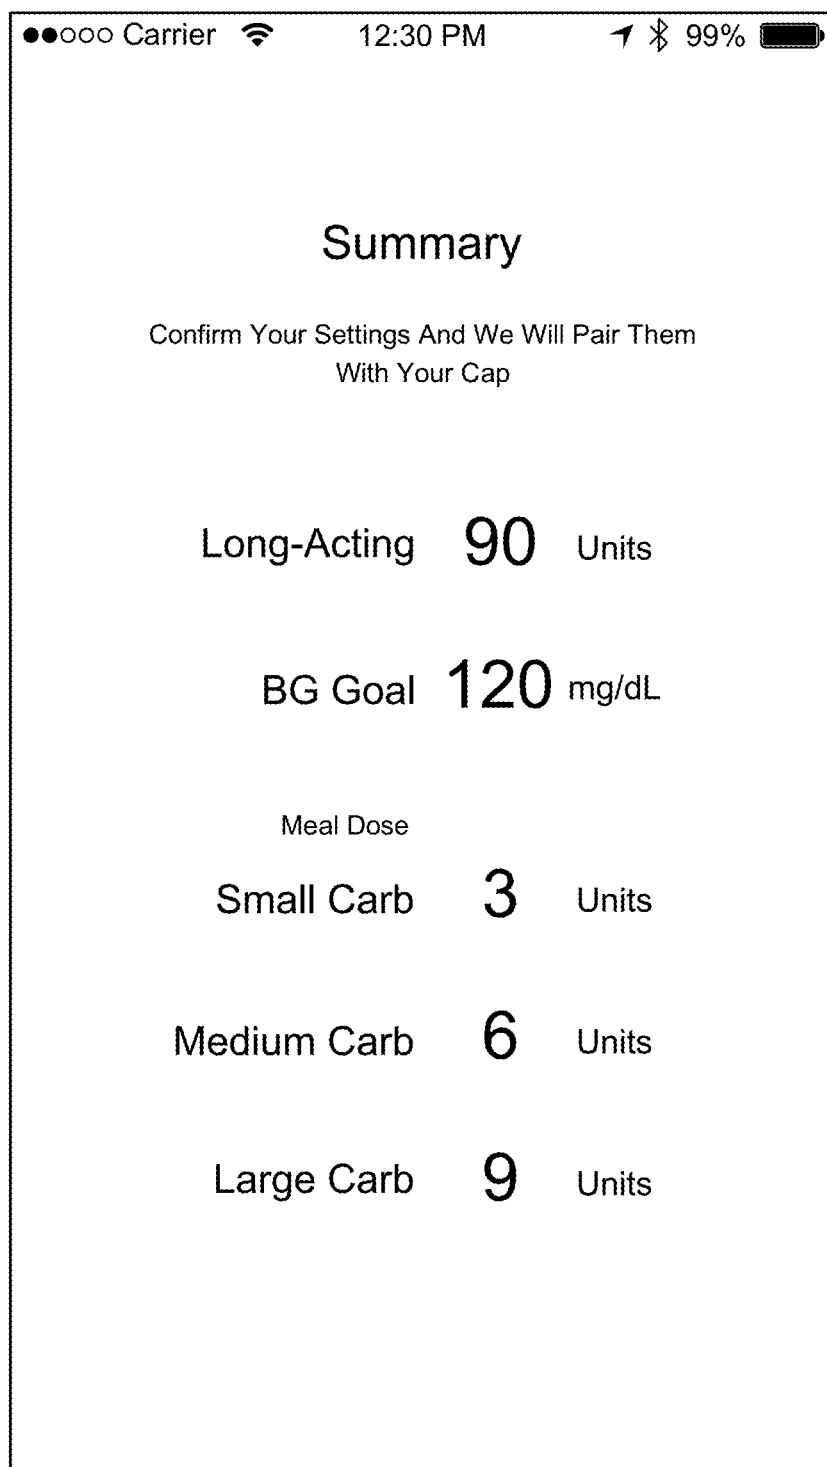 Carrier 12:30 PM 99%
Summary
Confirm Your Settings And We Will Pair Them
With Your Cap
Long-Acting 90 Units
BG Goal 120 mg/dL
Meal Dose
Small Carb 3 Units
Medium Carb 6 Units
Large Carb 9 Units